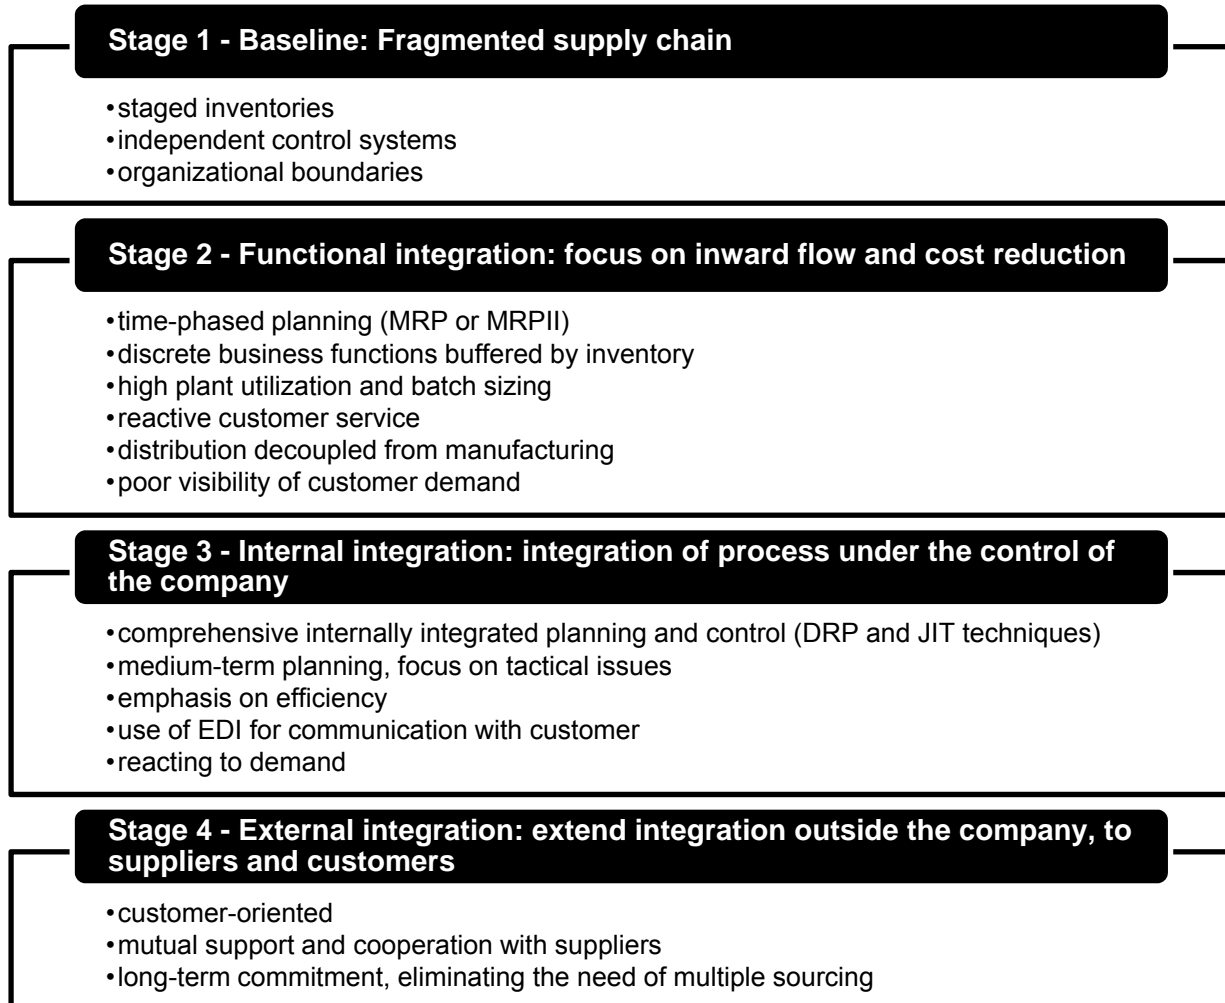 Stage 1 - Baseline: Fragmented supply chain
•staged inventories
•independent control systems
•organizational boundaries
Stage 2 - Functional integration: focus on inward flow and cost reduction
•time-phased planning (MRP or MRPII)
•discrete business functions buffered by inventory
•high plant utilization and batch sizing
•reactive customer service
•distribution decoupled from manufacturing
•poor visibility of customer demand
Stage 3 - Internal integration: integration of process under the control of
the company
•comprehensive internally integrated planning and control (DRP and JIT techniques)
•medium-term planning, focus on tactical issues
•emphasis on efficiency
•use of EDI for communication with customer
•reacting to demand
Stage 4 - External integration: extend integration outside the company, to
suppliers and customers
•customer-oriented
•mutual support and cooperation with suppliers
•long-term commitment, eliminating the need of multiple sourcing